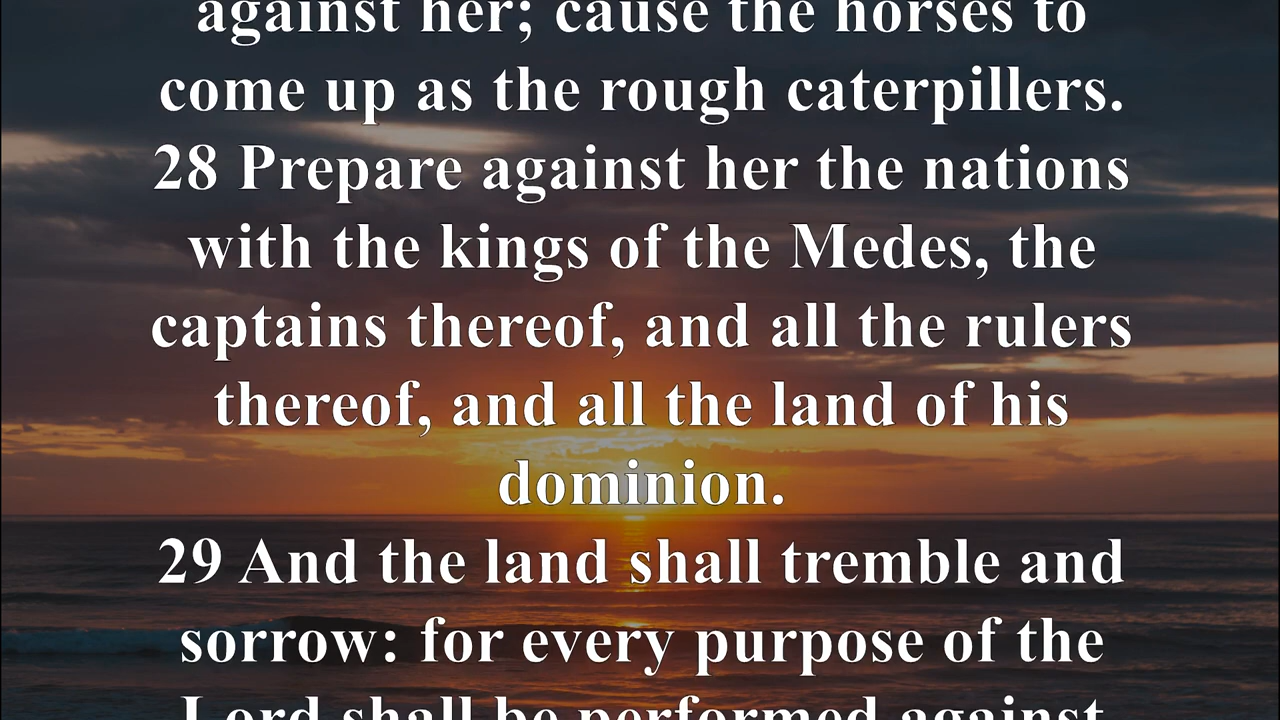 against her; cause the horses to
come up as the rough caterpillers.
28 Prepare against her the nations
with the kings of the Medes, the
captains thereof, and all the rulers
thereof, and all the land of his
dominion.
29 And the land shall tremble and
sorrow: for every purpose of the
Lord shall be performed against